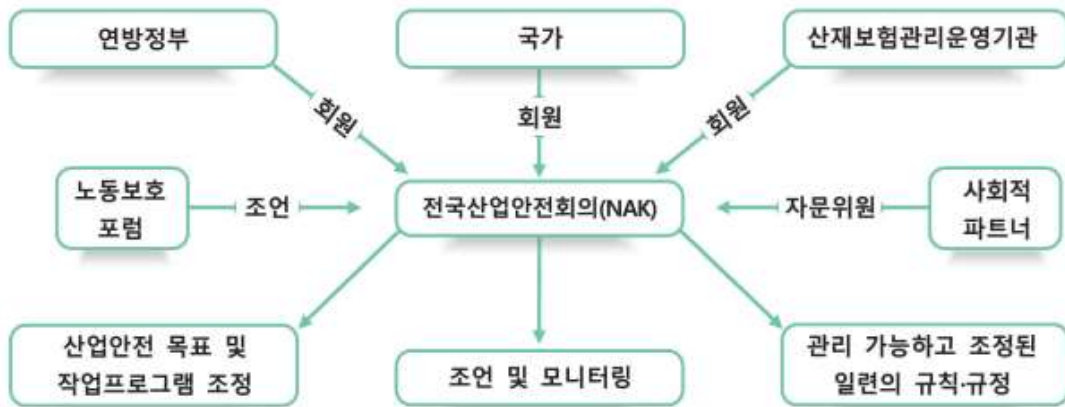 연방정부
국가
산재보험관리운영기관
회원
회원
회원
노동보호
포럼
조언
전국산업안전회의(NAK)
자문위원
사회적
파트너
산업안전 목표 및
작업프로그램 조정
조언 및 모니터링
관리 가능하고 조정된
일련의 규칙·규정